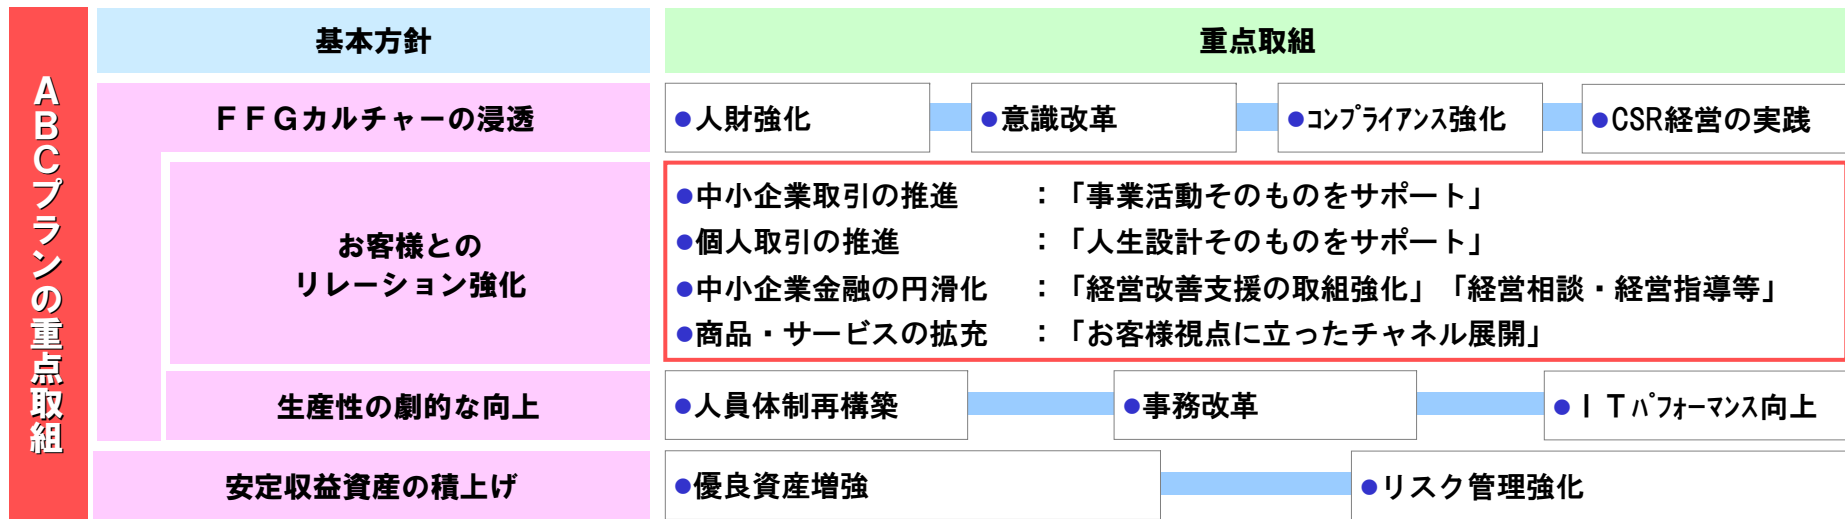 ABCプランの重点取組
基本方針
重点取組
FFGカルチャーの浸透
●人財強化
●意識改革
●コンプライアンス強化
●CSR経営の実践
お客様との
リレーション強化
●中小企業取引の推進 :「事業活動そのものをサポート」
●個人取引の推進 :「人生設計そのものをサポート」
●中小企業金融の円滑化 :「経営改善支援の取組強化」「経営相談・経営指導等」
●商品・サービスの拡充 :「お客様視点に立ったチャネル展開」
生産性の劇的な向上
●人員体制再構築
●事務改革
●ITパフォーマンス向上
安定収益資産の積上げ
●優良資産増強
●リスク管理強化